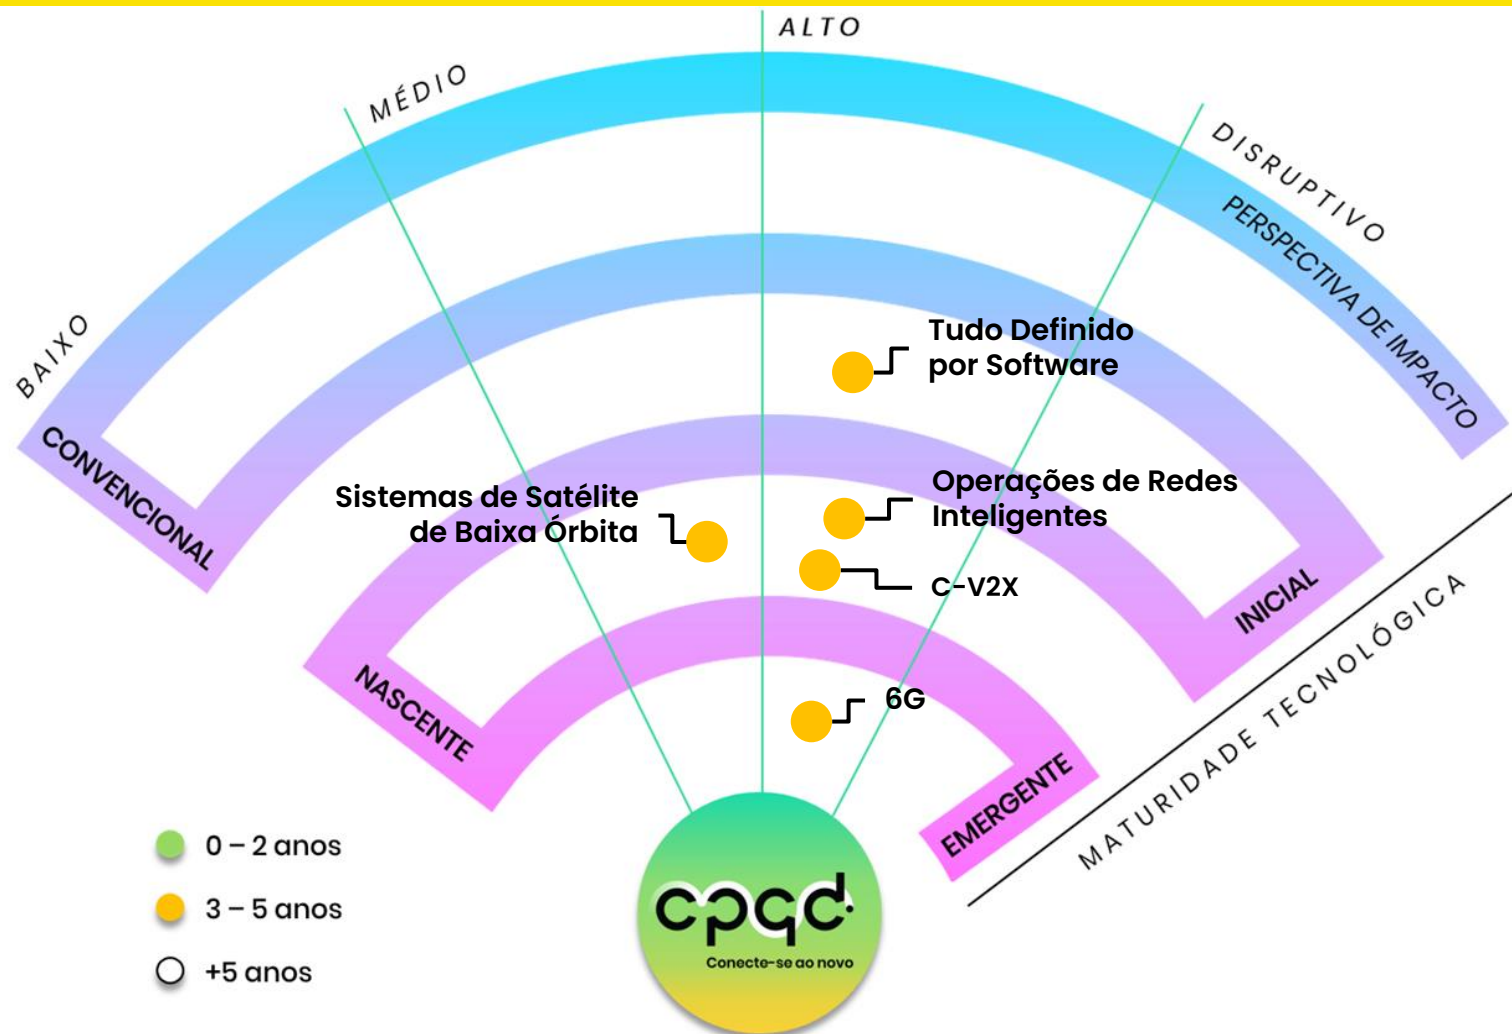 ALTO
MÉDIO
DISRUPTIVO
BAIXO
PERSPECTIVA DE IMPACTO
CONVENCIONAL
Tudo Definido
por Software
Sistemas de Satélite
de Baixa Órbita
Operações de Redes
Inteligentes
C-V2X
INICIAL
NASCENTE
6G
EMERGENTE
MATURIDADE TECNOLÓGICA
0 – 2 anos
3 – 5 anos
+5 anos
cpqd
Conecte-se ao novo